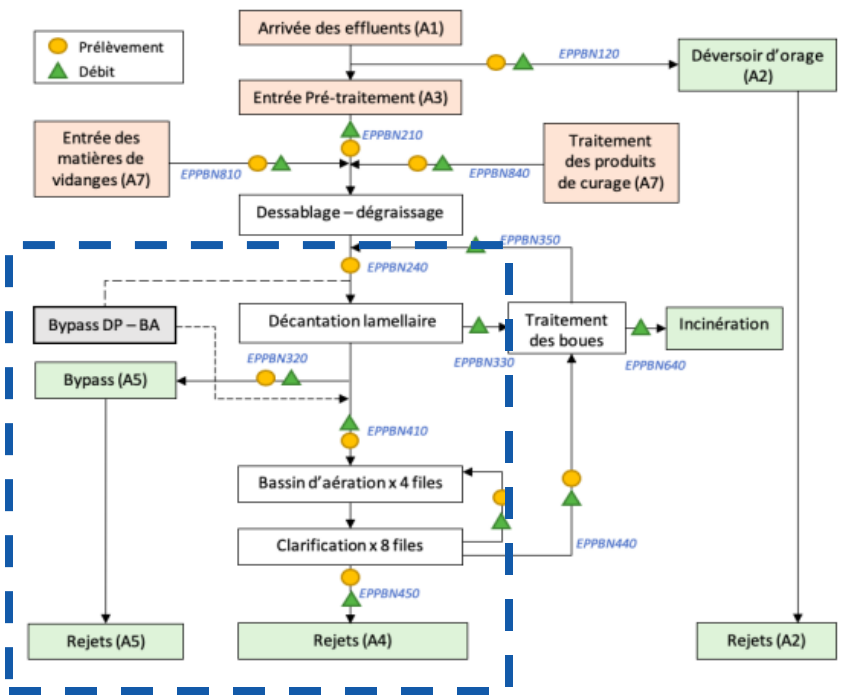 Arrivée des effluents (A1)
Prélèvement
Débit
EPPBN120
Déversoir d'orage
(A2)
Entrée Pré-traitement (A3)
EPPBN210
Entrée des
matières de
vidanges (A7)
EPPBN810
EPPBN840
Traitement
des produits
de curage (A7)
Dessablage – dégraissage
EPPBN350
EPPBN240
Bypass DP – BA
Décantation lamellaire
EPPBN330
Traitement
des boues
EPPBN640
Incinération
EPPBN320
Bypass (A5)
EPPBN410
Bassin d'aération x 4 files
Clarification x 8 files
EPPBN440
EPPBN450
Rejets (A5)
Rejets (A4)
Rejets (A2)